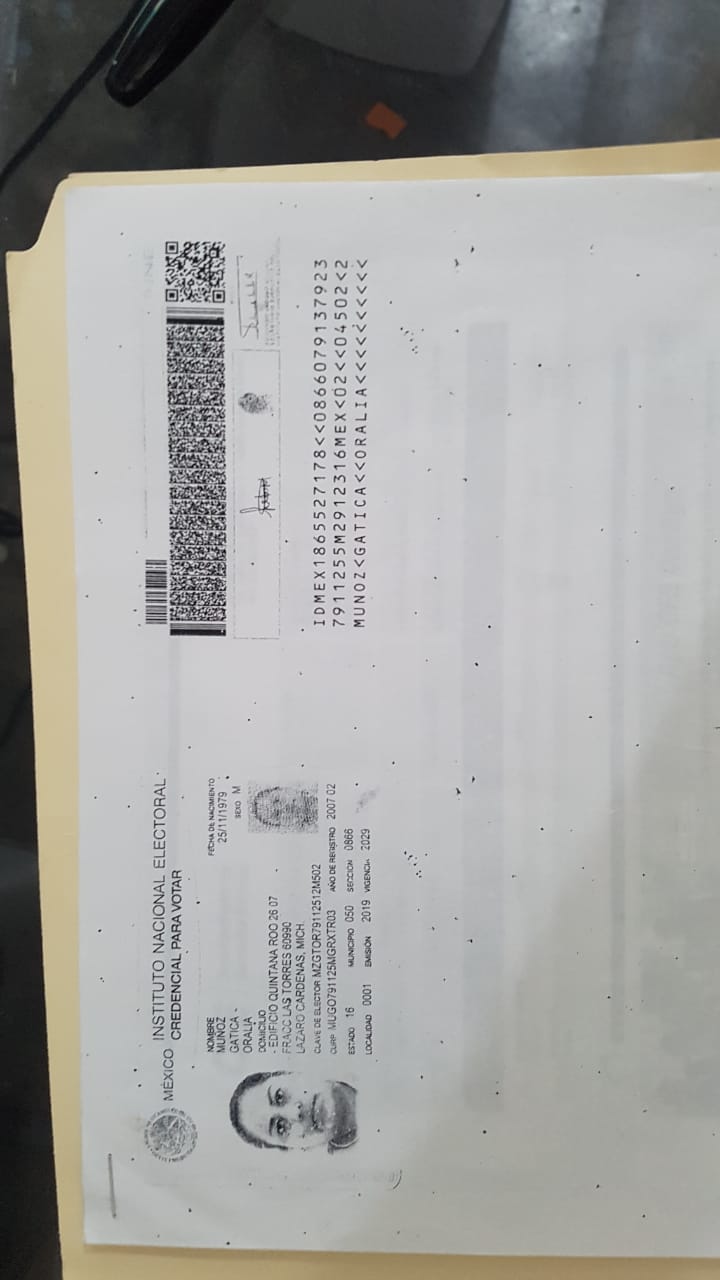 MÉXICO INSTITUTO NACIONAL ELECTORAL
CREDENCIAL PARA VOTAR
NOMBRE
MUÑOZ
GATICA
ORALIA
FECHA DE NACIMIENTO
25/11/1979
SEXO M
DOMICILIO
EDIFICIO QUINTANA ROO 26 07
FRACC LAS TORRES 60990
LAZARO CARDENAS, MICH.
CLAVE DE ELECTOR MZGTOR79112512M502
CURP MUGO791125MGRXTR03 AÑO DE REGISTRO 2007 02
ESTADO 16 MUNICIPIO 050 SECCIÓN 0866
LOCALIDAD 0001 EMISIÓN 2019 VIGENCIA 2029
IDMEX1865527178<<0866079137923
7911255M2912316MEX<02<<04502<2
MUNOZ<GATICA<<ORALIA<<<<<<<<<<